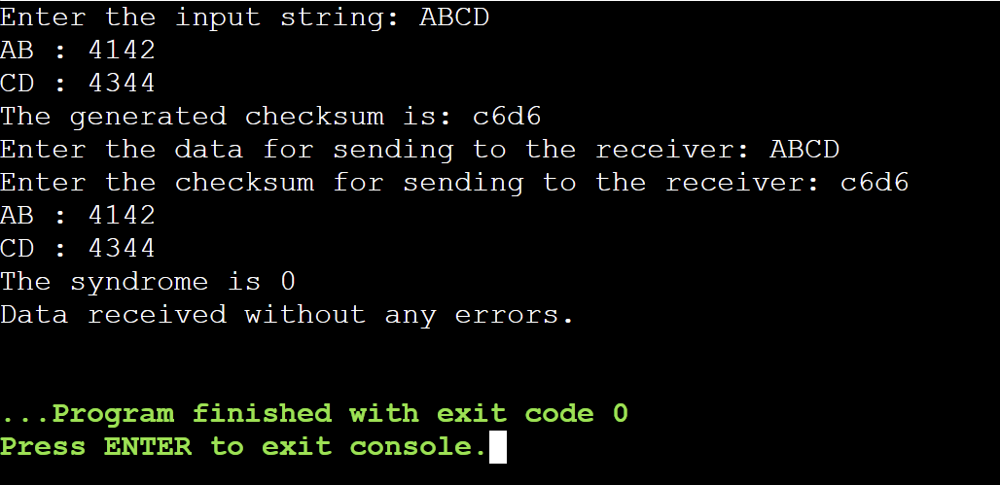 Enter the input string: ABCD
AB : 4142
CD : 4344
The generated checksum is: c6d6
Enter the data for sending to the receiver: ABCD
Enter the checksum for sending to the receiver: c6d6
AB : 4142
CD : 4344
The syndrome is 0
Data received without any errors.
...Program finished with exit code 0
Press ENTER to exit console.